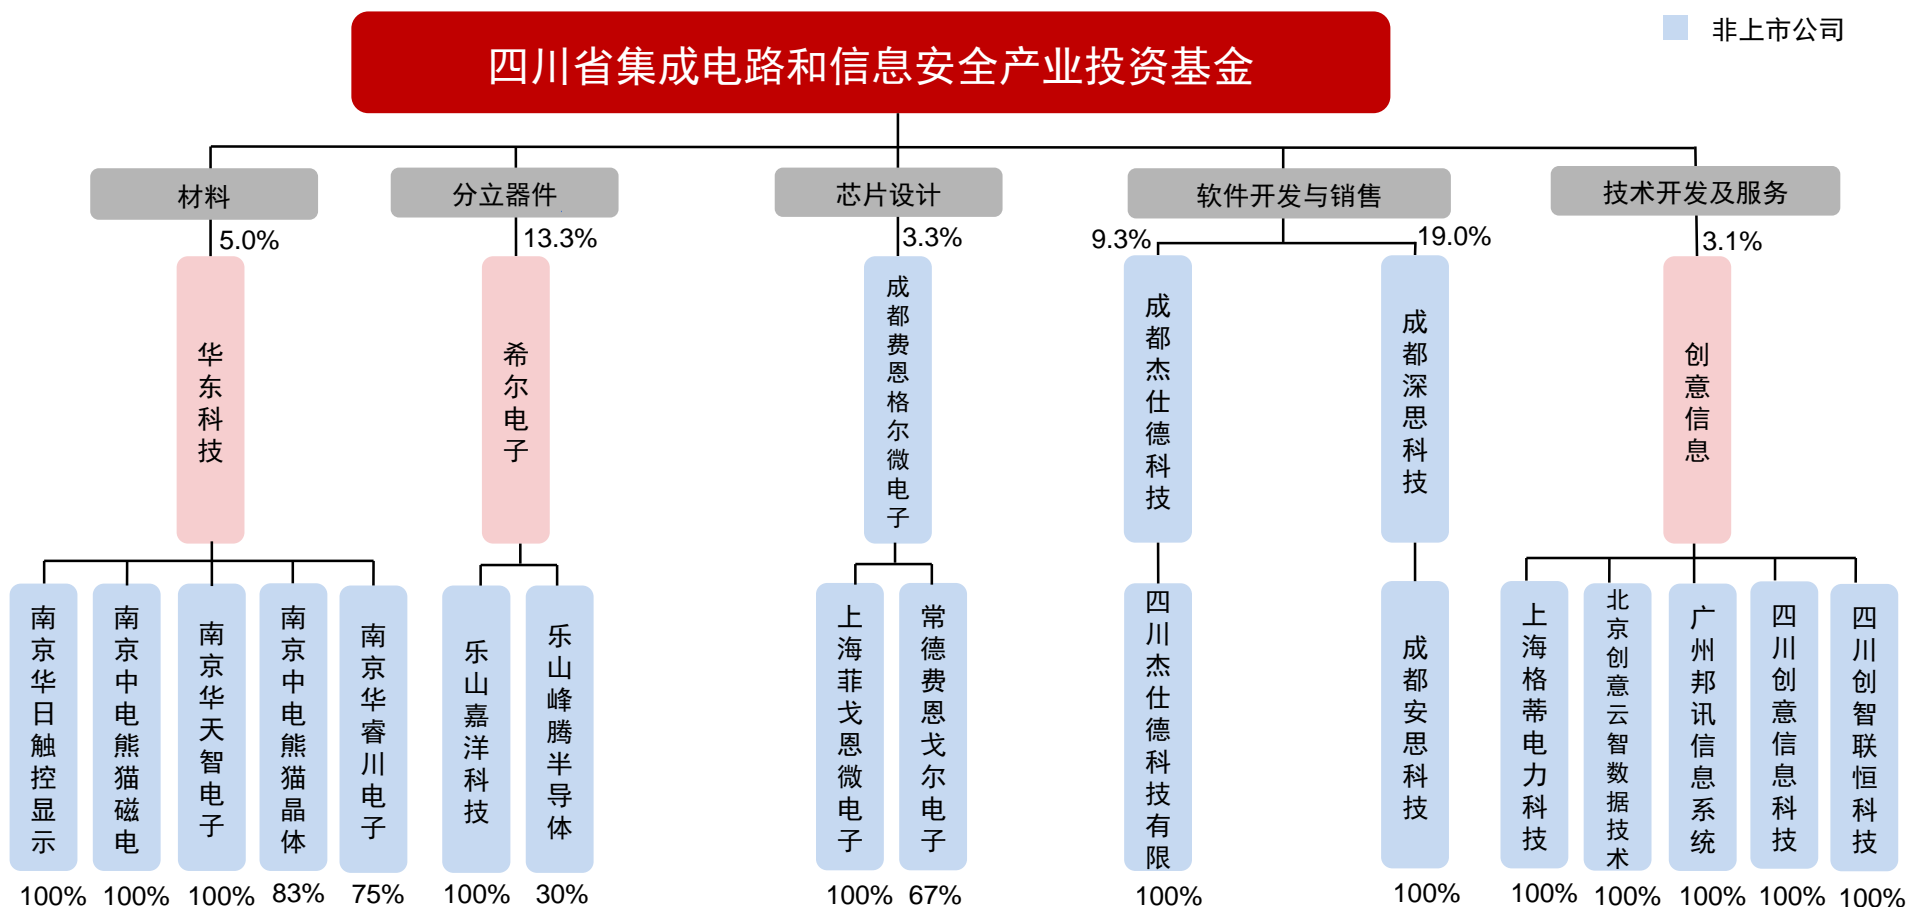 非上市公司
四川省集成电路和信息安全产业投资基金
材料
分立器件
芯片设计
软件开发与销售
技术开发及服务
5.0%
13.3%
3.3%
9.3%
19.0%
3.1%
华东科技
希尔电子
成都费恩格尔微电子
成都杰仕德科技
成都深思科技
创意信息
南京华日触控显示
南京中电熊猫磁电
南京华天智电子
南京中电熊猫晶体
南京华睿川电子
乐山嘉洋科技
乐山峰腾半导体
上海菲戈恩微电子
常德费恩戈尔电子
四川杰仕德科技有限
成都安思科技
上海格蒂电力科技
北京创意云智数据技术
广州邦讯信息系统
四川创意信息科技
四川创智联恒科技
100%
100%
100%
83%
75%
100%
30%
100%
67%
100%
100%
100%
100%
100%
100%
100%